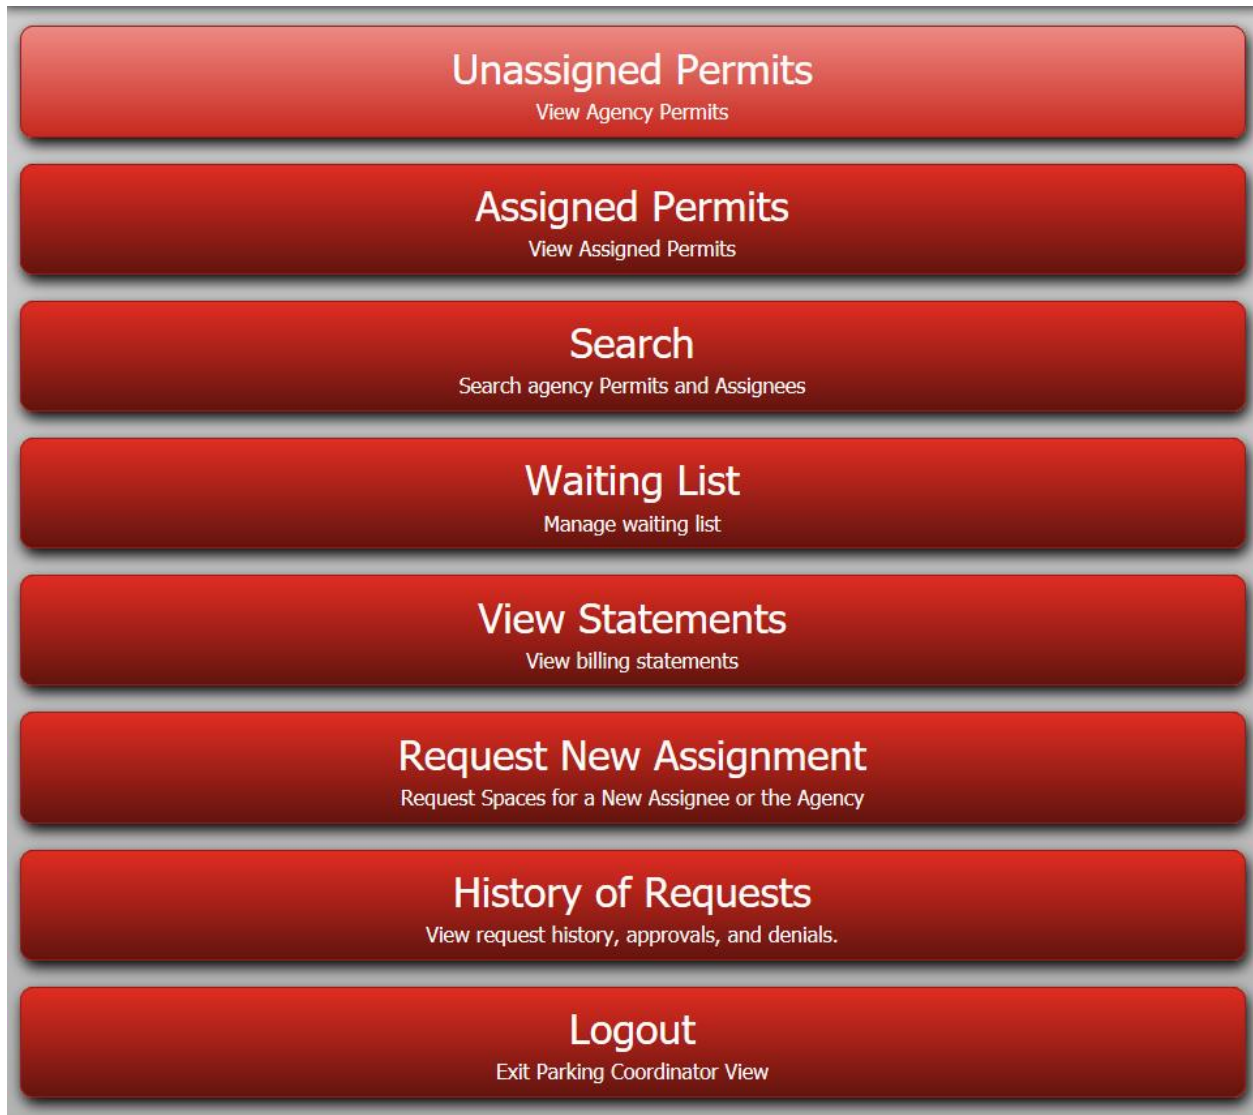 Unassigned Permits
View Agency Permits
Assigned Permits
View Assigned Permits
Search
Search agency Permits and Assignees
Waiting List
Manage waiting list
View Statements
View billing statements
Request New Assignment
Request Spaces for a New Assignee or the Agency
History of Requests
View request history, approvals, and denials.
Logout
Exit Parking Coordinator View